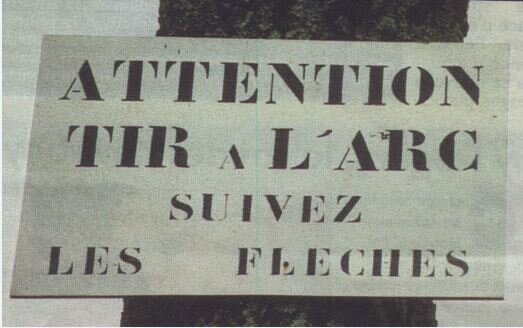 ATTENTION
TIR A L'ARC
SUIVEZ
LES FLECHES